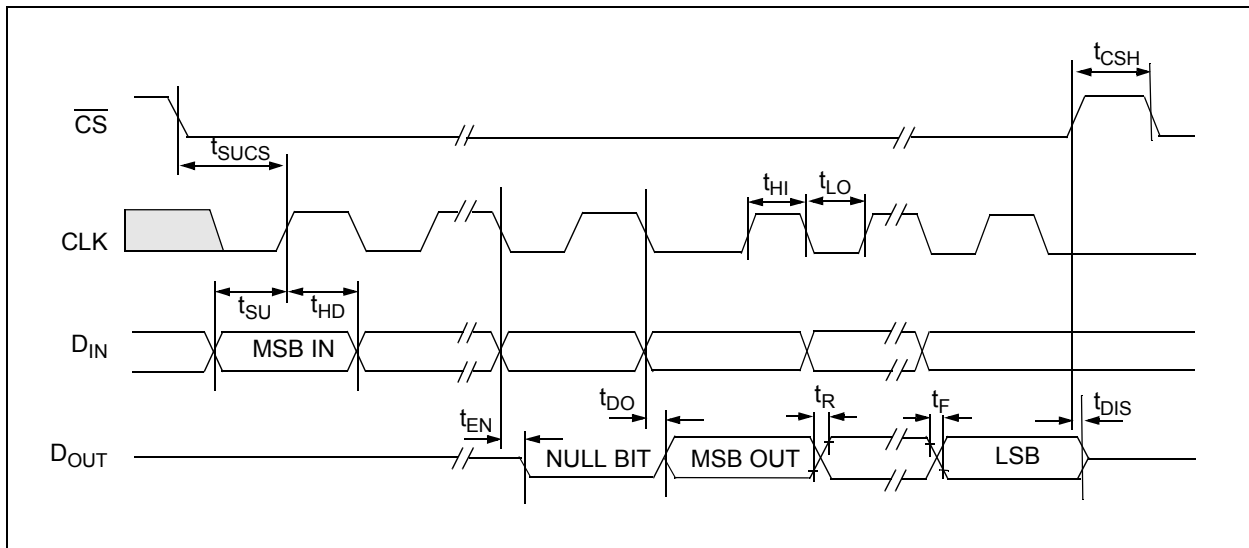 tCSH
CS
tSUCS
tHI
tLO
CLK
tSU
tHD
DIN
MSB IN
tEN
tDO
tR
tF
tDIS
DOUT
NULL BIT
MSB OUT
LSB